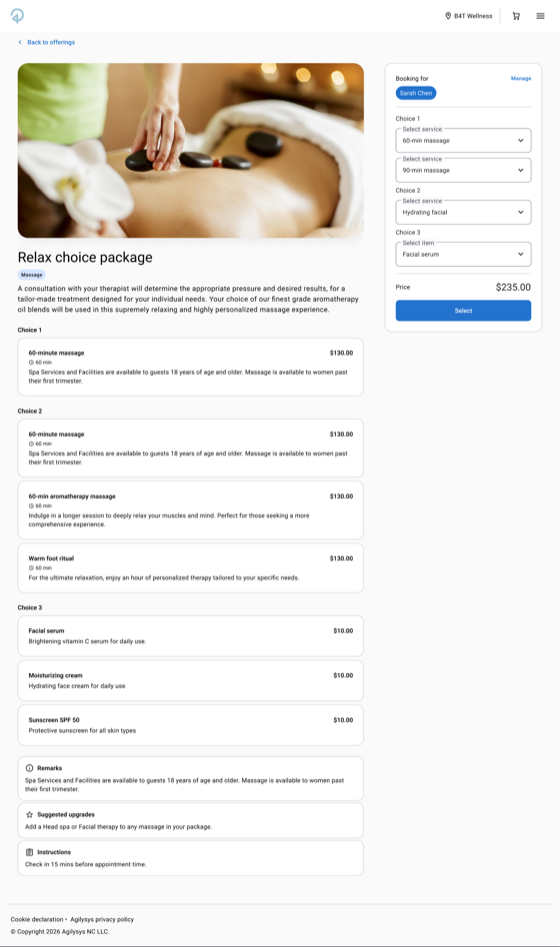 B4T Wellness
Back to offerings
Relax choice package
Massage
A consultation with your therapist will determine the appropriate pressure and desired results, for a
tailor-made treatment designed for your individual needs. Your choice of our finest grade aromatherapy
oil blends will be used in this supremely relaxing and highly personalized massage experience.
Choice 1
60-minute massage $130.00
60 min
Spa Services and Facilities are available to guests 18 years of age and older. Massage is available to women past
their first trimester.
Choice 2
60-minute massage $130.00
60 min
Spa Services and Facilities are available to guests 18 years of age and older. Massage is available to women past
their first trimester.
60-min aromatherapy massage $130.00
60 min
Indulge in a longer session to deeply relax your muscles and mind. Perfect for those seeking a more
comprehensive experience.
Warm foot ritual $130.00
60 min
For the ultimate relaxation, enjoy an hour of personalized therapy tailored to your specific needs.
Choice 3
Facial serum $10.00
Brightening vitamin C serum for daily use.
Moisturizing cream $10.00
Hydrating face cream for daily use
Sunscreen SPF 50 $10.00
Protective sunscreen for all skin types
Remarks
Spa Services and Facilities are available to guests 18 years of age and older. Massage is available to women past
their first trimester.
Suggested upgrades
Add a Head spa or Facial therapy to any massage in your package.
Instructions
Check in 15 mins before appointment time.
Booking for Manage
Sarah Chen
Choice 1
Select service
60-min massage
Select service
90-min massage
Choice 2
Select service
Hydrating facial
Choice 3
Select item
Facial serum
Price $235.00
Select
Cookie declaration • Agilysys privacy policy
© Copyright 2026 Agilysys NC LLC.